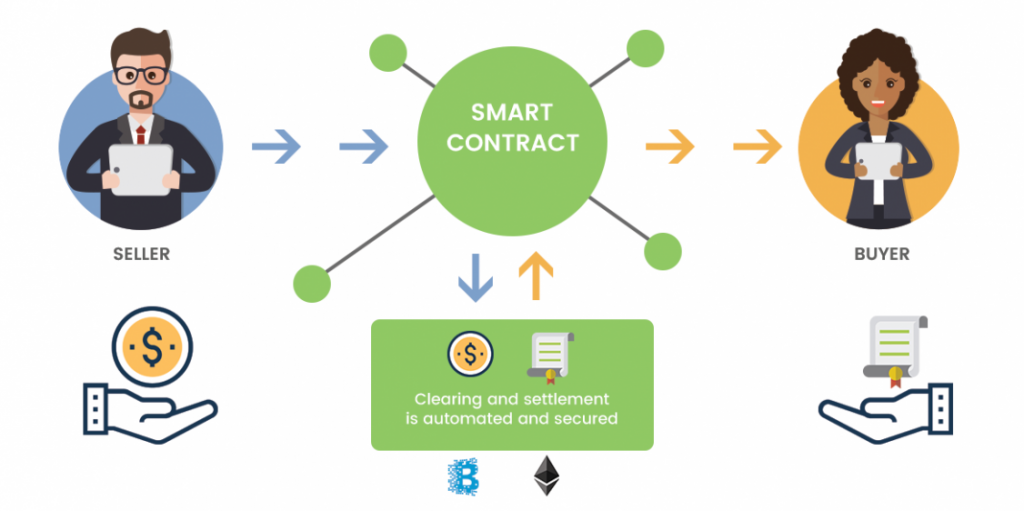 SMART
CONTRACT
SELLER
BUYER
Clearing and settlement
is automated and secured